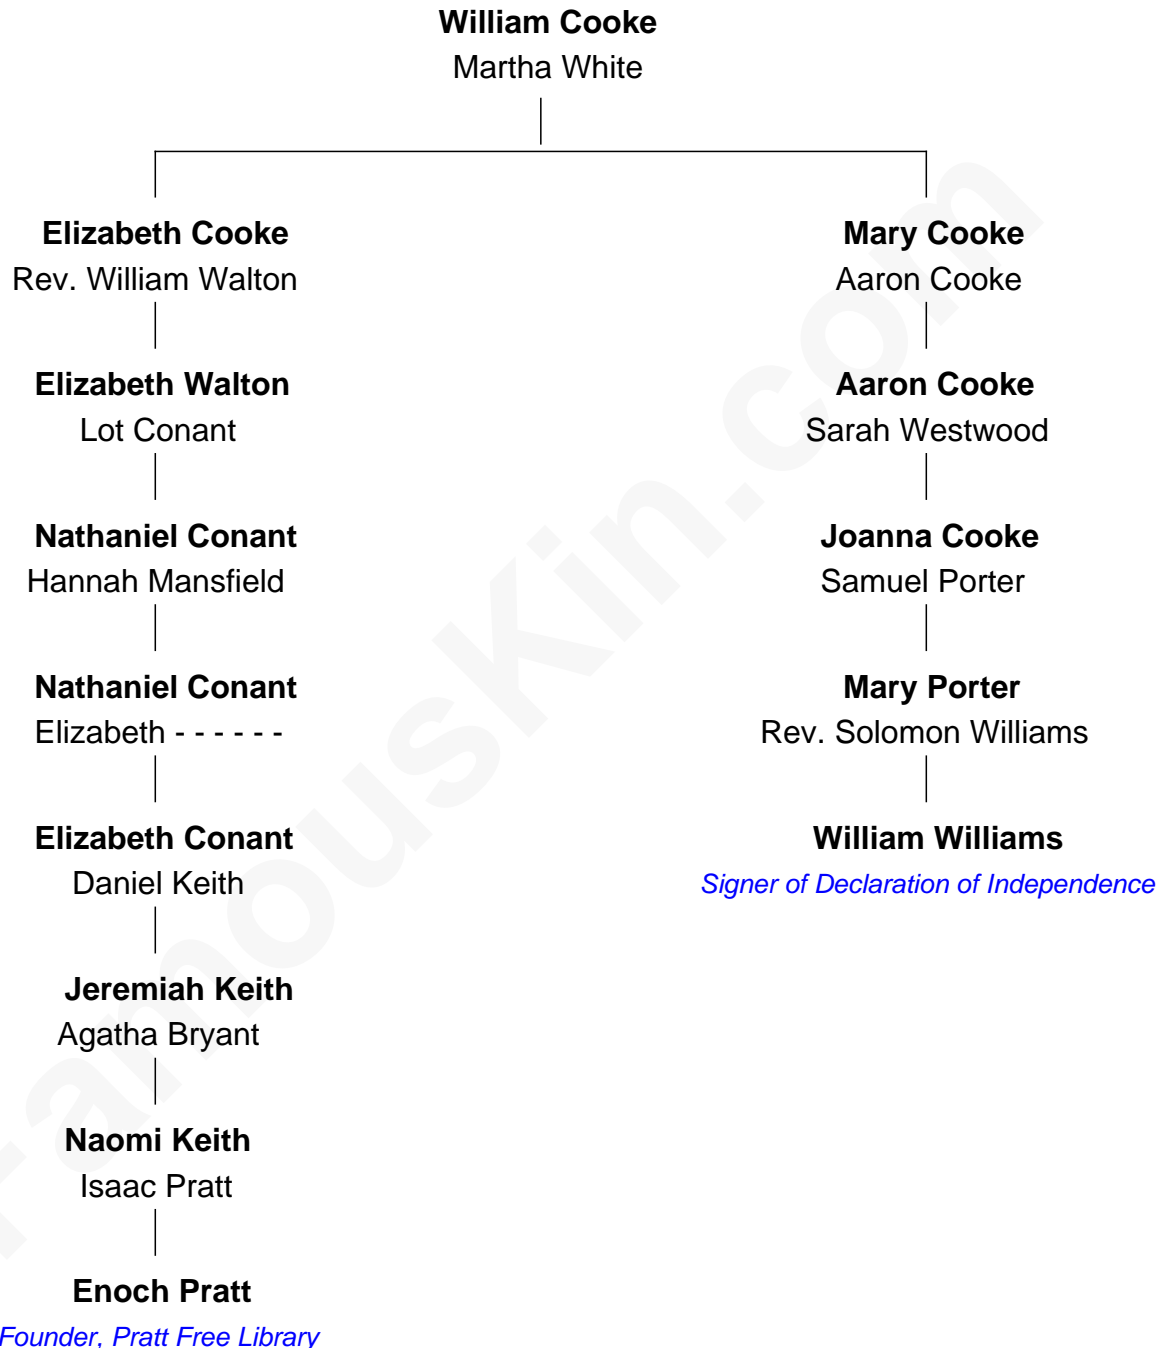 William Cooke
Martha White
Elizabeth Cooke
Rev. William Walton
Mary Cooke
Aaron Cooke
Elizabeth Walton
Lot Conant
Aaron Cooke
Sarah Westwood
Nathaniel Conant
Hannah Mansfield
Joanna Cooke
Samuel Porter
Nathaniel Conant
Elizabeth - - - - - -
Mary Porter
Rev. Solomon Williams
Elizabeth Conant
Daniel Keith
William Williams
Signer of Declaration of Independence
Jeremiah Keith
Agatha Bryant
Naomi Keith
Isaac Pratt
Enoch Pratt
Founder, Pratt Free Library
FamousKin.com